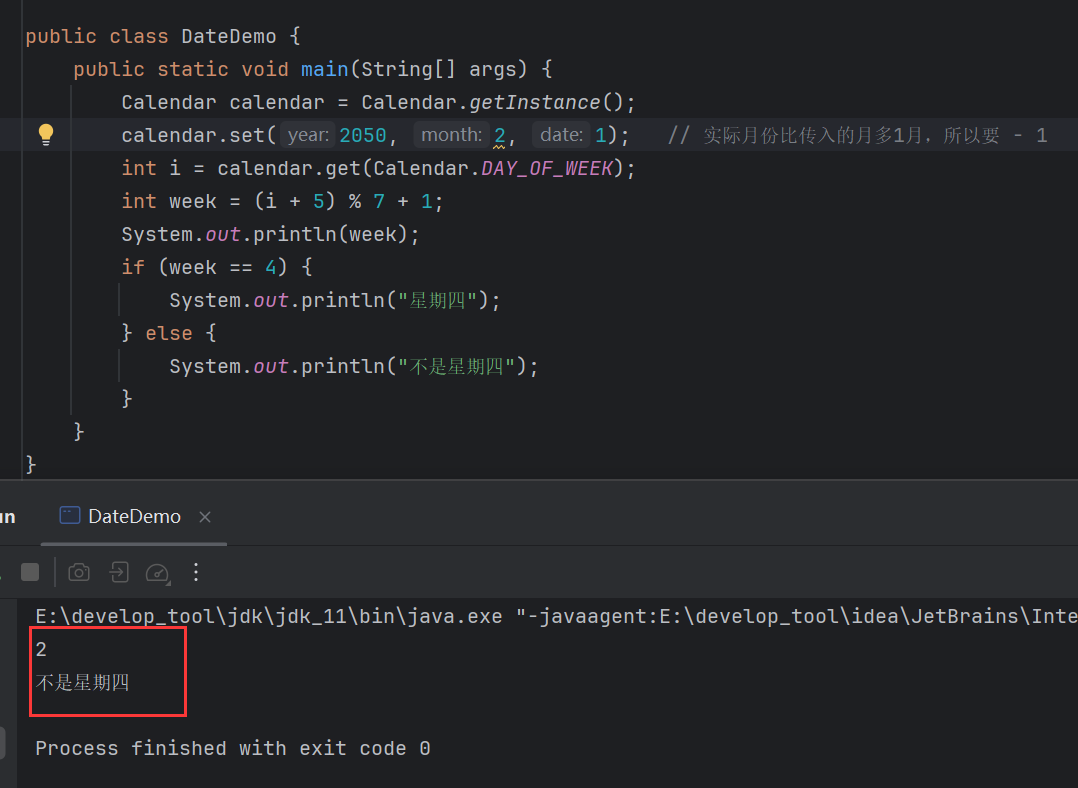 public class DateDemo {
public static void main(String[] args) {
Calendar calendar = Calendar.getInstance();
calendar.set( year: 2050, month: 2, date: 1); // 实际月份比传入的月多1月，所以要 - 1
int i = calendar.get(Calendar.DAY_OF_WEEK);
int week = (i + 5) % 7 + 1;
System.out.println(week);
if (week == 4) {
System.out.println("星期四");
} else {
System.out.println("不是星期四");
}
}
}
un
DateDemo ×
E:\develop_tool\jdk\jdk_11\bin\java.exe "-javaagent:E:\develop_tool\idea\JetBrains\Inte
2
不是星期四
Process finished with exit code 0